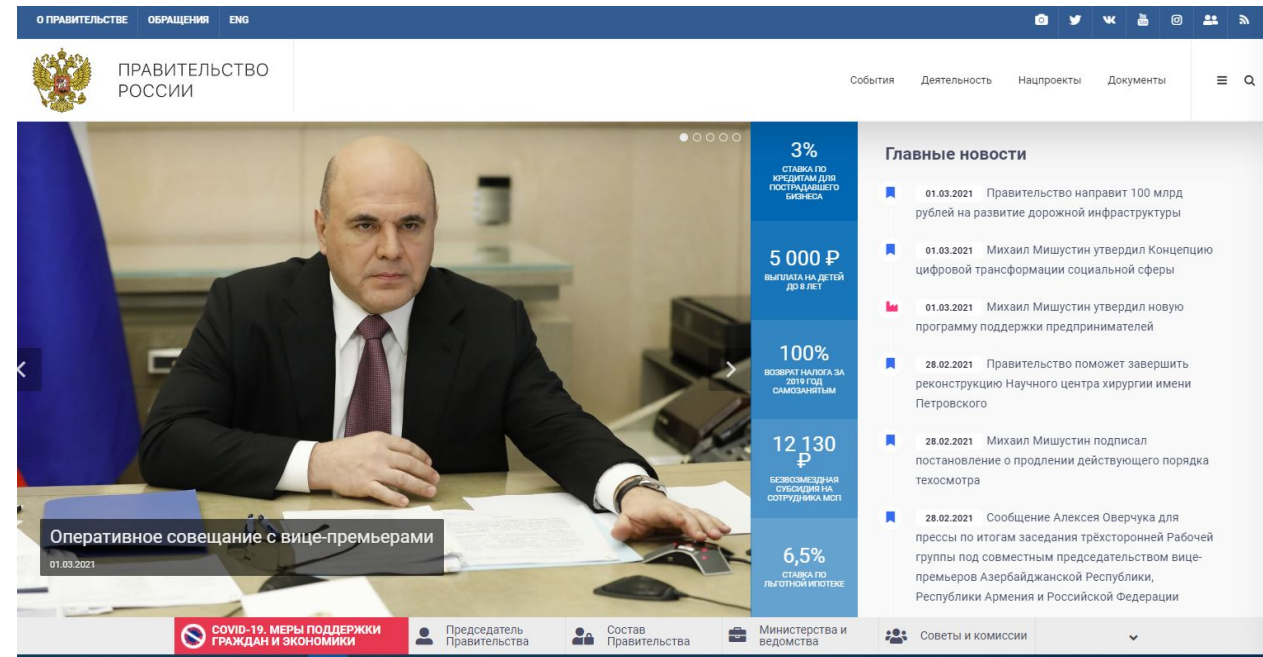 О ПРАВИТЕЛЬСТВЕ ОБРАЩЕНИЯ ENG
ПРАВИТЕЛЬСТВО
РОССИИ
События Деятельность Нацпроекты Документы
3%
СТАВКА ПО
КРЕДИТАМ ДЛЯ
ПОСТРАДАВШЕГО
БИЗНЕСА
5 000 ₽
ВЫПЛАТА НА ДЕТЕЙ
ДО 8 ЛЕТ
100%
ВОЗВРАТ НАЛОГА ЗА
2019 ГОД
САМОЗАНЯТЫМ
12 130
₽
БЕЗВОЗМЕЗДНАЯ
СУБСИДИЯ НА
СОТРУДНИКА МСП
6,5%
СТАВКА ПО
ЛЬГОТНОЙ ИПОТЕКЕ
Оперативное совещание с вице-премьерами
01.03.2021
Главные новости
01.03.2021 Правительство направит 100 млрд
рублей на развитие дорожной инфраструктуры
01.03.2021 Михаил Мишустин утвердил Концепцию
цифровой трансформации социальной сферы
01.03.2021 Михаил Мишустин утвердил новую
программу поддержки предпринимателей
28.02.2021 Правительство поможет завершить
реконструкцию Научного центра хирургии имени
Петровского
28.02.2021 Михаил Мишустин подписал
постановление о продлении действующего порядка
техосмотра
28.02.2021 Сообщение Алексея Оверчука для
прессы по итогам заседания трёхсторонней Рабочей
группы под совместным председательством вице-
премьеров Азербайджанской Республики,
Республики Армения и Российской Федерации
COVID-19. МЕРЫ ПОДДЕРЖКИ
ГРАЖДАН И ЭКОНОМИКИ
Председатель
Правительства
Состав
Правительства
Министерства и
ведомства
Советы и комиссии